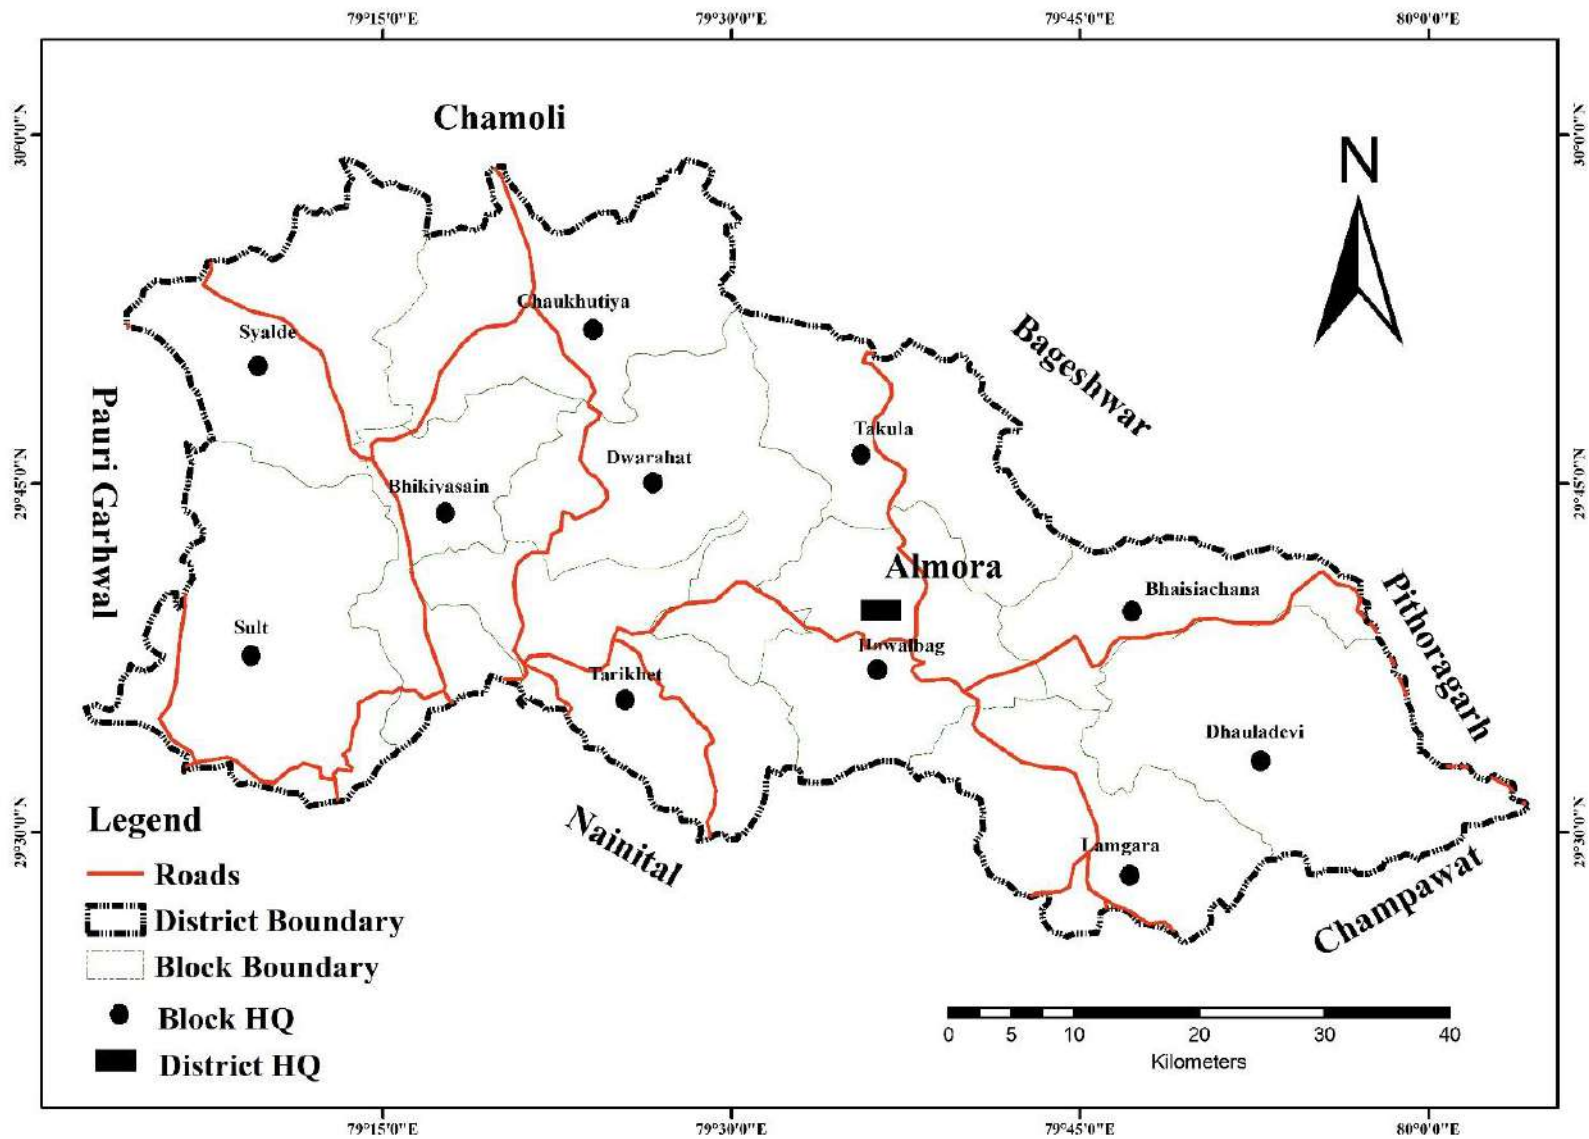 79°15'0"E 79°30'0"E 79°45'0"E 80°0'0"E
30°0'0"N
30°0'0"N
Chamoli
N
Chaukhutiya
Syalde
Bageshwar
Pauri Garhwal
Takula
Dwarahat
29°45'0"N
29°45'0"N
Bhikiyasain
Almora
Bhaisiachana
Pithoragarh
Sult
Hawalbag
Tarikhet
Dhauladevi
29°30'0"N
29°30'0"N
Nainital
Lamgara
Champawat
Legend
Roads
District Boundary
Block Boundary
Block HQ
District HQ
0 5 10 20 30 40
Kilometers
79°15'0"E 79°30'0"E 79°45'0"E 80°0'0"E